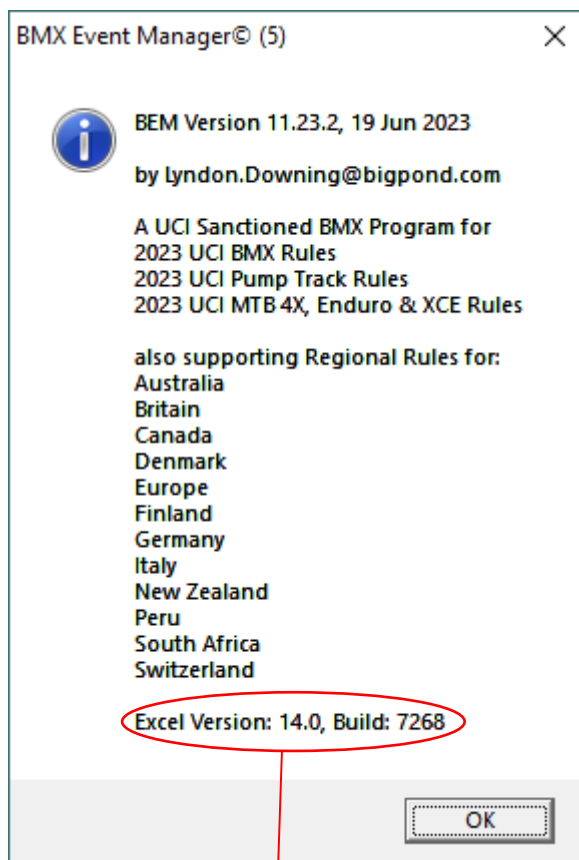 BMX Event Manager© (5)
BEM Version 11.23.2, 19 Jun 2023
by Lyndon.Downing@bigpond.com
A UCI Sanctioned BMX Program for
2023 UCI BMX Rules
2023 UCI Pump Track Rules
2023 UCI MTB 4X, Enduro & XCE Rules
also supporting Regional Rules for:
Australia
Britain
Canada
Denmark
Europe
Finland
Germany
Italy
New Zealand
Peru
South Africa
Switzerland
Excel Version: 14.0, Build: 7268
OK